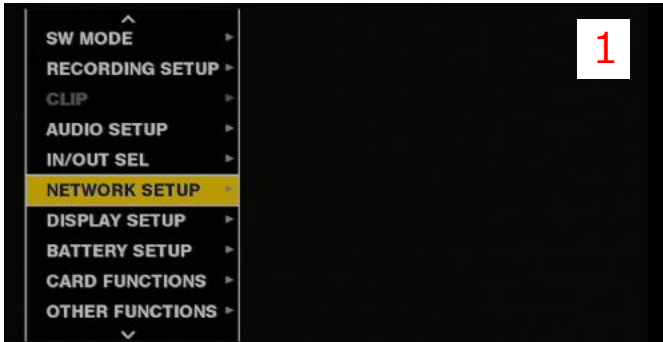 SW MODE
RECORDING SETUP
CLIP
AUDIO SETUP
IN/OUT SEL
NETWORK SETUP
DISPLAY SETUP
BATTERY SETUP
CARD FUNCTIONS
OTHER FUNCTIONS
1